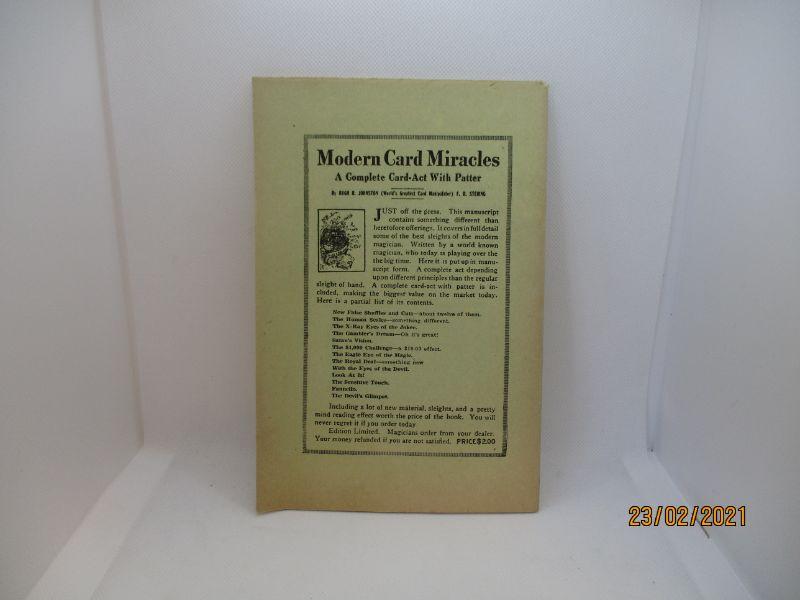 Modern Card Miracles
A Complete Card-Act With Patter
By HUGH R. JOHNSTON (World's Greatest Card Manipulator) F. B. STERING
JUST off the press. This manuscript
contains something different than
heretofore offerings. It covers in full detail
some of the best sleights of the modern
magician. Written by a world known
magician, who today is playing over the
the big time. Here it is put up in manu-
script form. A complete act depending
upon different principles than the regular
sleight of hand. A complete card-act with patter is in-
cluded, making the biggest value on the market today.
Here is a partial list of its contents.
New False Shuffles and Cuts—about twelve of them.
The Human Scales—something different.
The X-Ray Eyes of the Joker.
The Gambler's Dream—Oh it's great!
Satan's Vision.
The $1,000 Challenge—a $10.00 effect.
The Eagle Eye of the Magie.
The Royal Deal—something new
With the Eyes of the Devil.
Look At It!
The Sensitive Touch.
The Devil's Glimpse.
Including a lot of new material, sleights, and a pretty
mind reading effect worth the price of the book. You will
never regret it if you order today
Edition Limited. Magicians order from your dealer.
Your money refunded if you are not satisfied. PRICE $2.00
23/02/2021